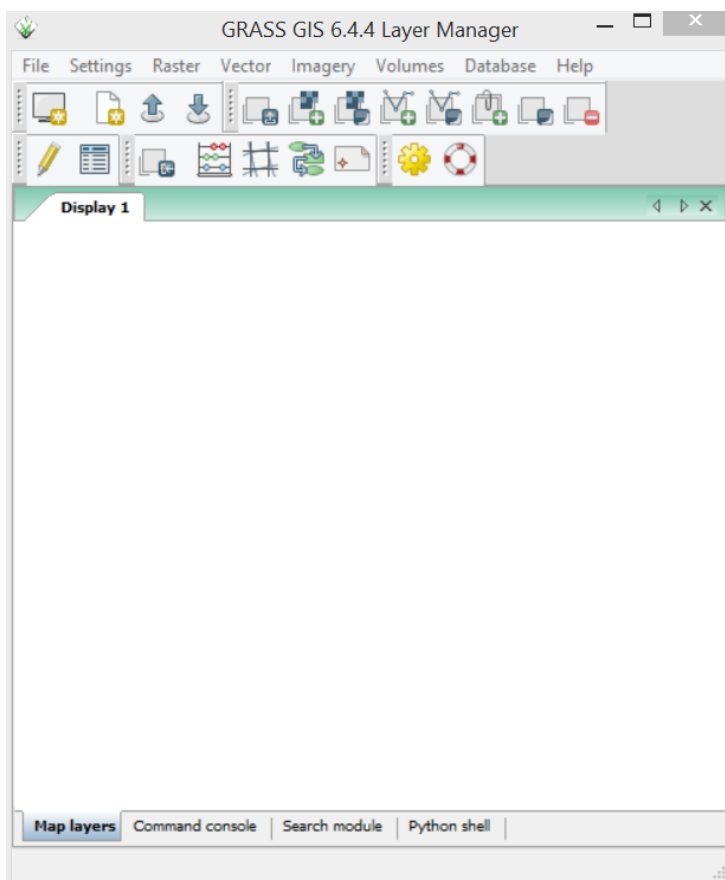 GRASS GIS 6.4.4 Layer Manager
File Settings Raster Vector Imagery Volumes Database Help
Display 1
Map layers Command console Search module Python shell